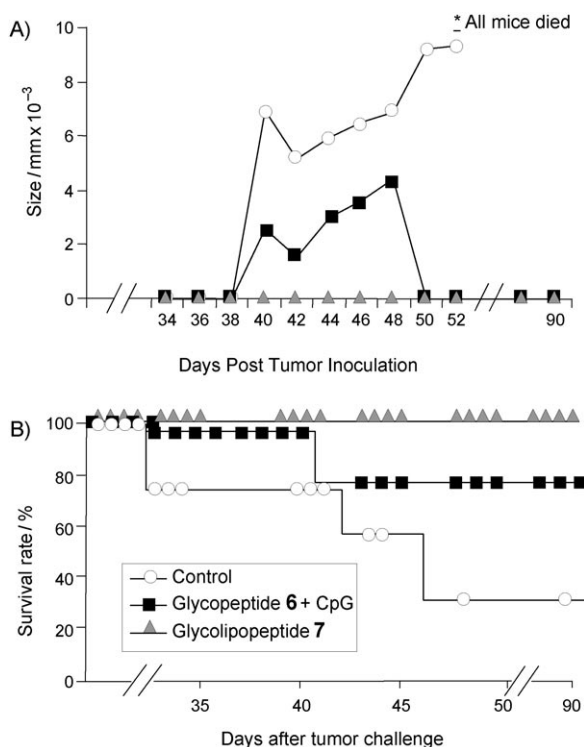 A)
* All mice died
10
8
6
4
2
0
Size / mm x 10⁻³
34 36 38 40 42 44 46 48 50 52 90
Days Post Tumor Inoculation
B)
100
80
60
40
20
0
Survival rate / %
Control
Glycopeptide 6 + CpG
Glycolipopeptide 7
35 40 45 50 90
Days after tumor challenge